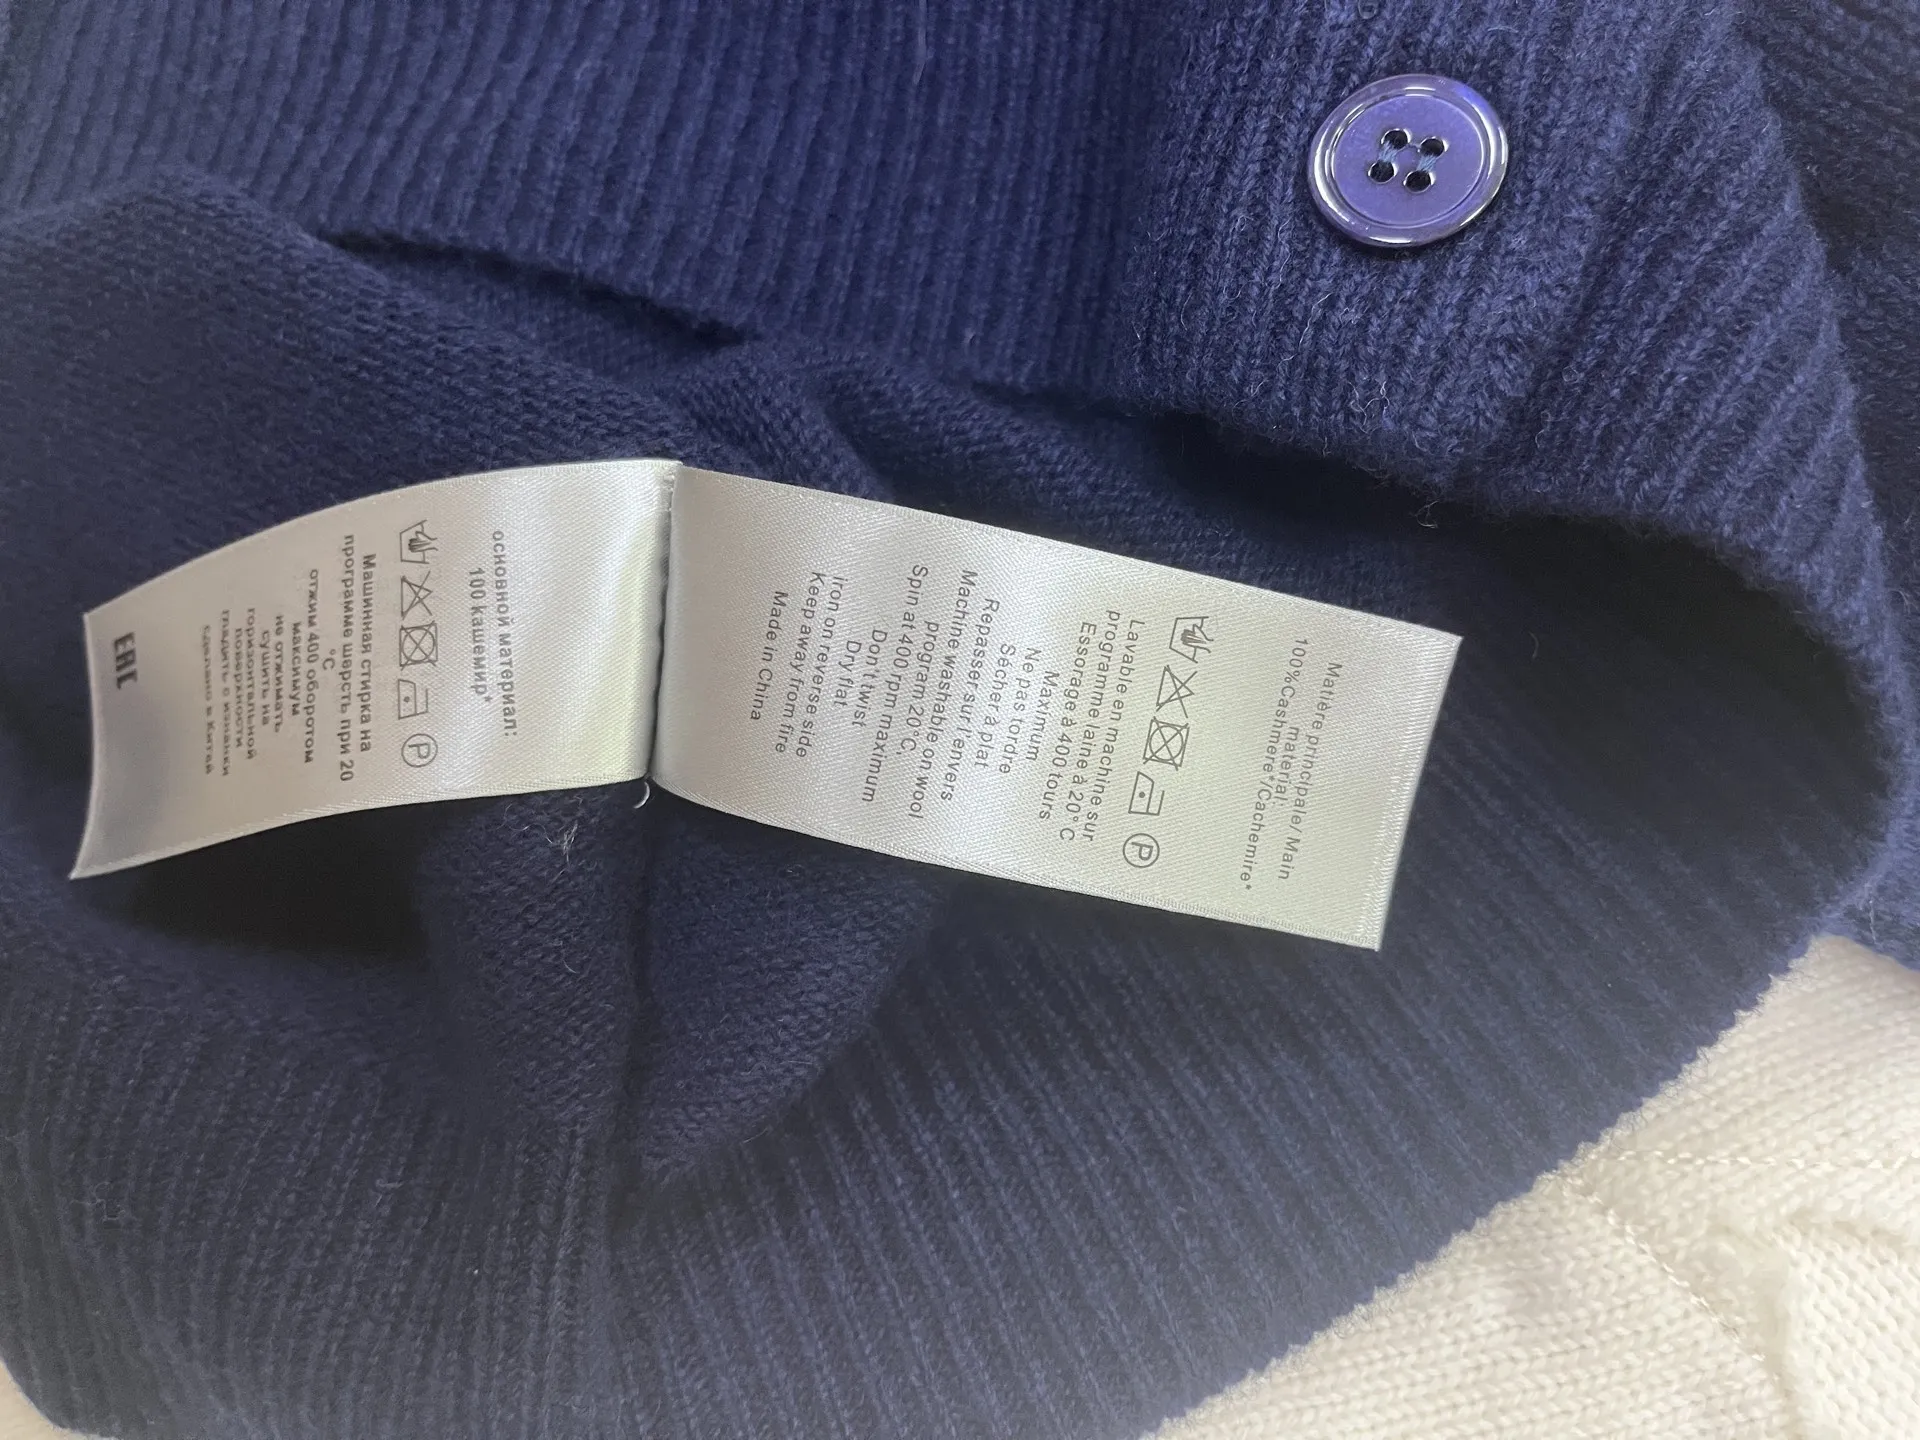 Matière principale/ Main
material:
100%Cashmere*/Cachemire*
P
Lavable en machine sur
programme laine à 20° C
Essorage à 400 tours
Maximum
Ne pas tordre
Sécher à plat
Repasser sur l'envers
Machine washable on wool
program 20°C,
Spin at 400 rpm maximum
Don't twist
Dry flat
Iron on reverse side
Keep away from fire
Made in China
основной материал:
100 кашемир*
P
Машинная стирка на
программе шерсть при 20
°C
отжим 400 оборотом
максимум
не отжимать
сушить на
горизонтальной
поверхности
гладить с изнанки
сделано в Китай
EAC